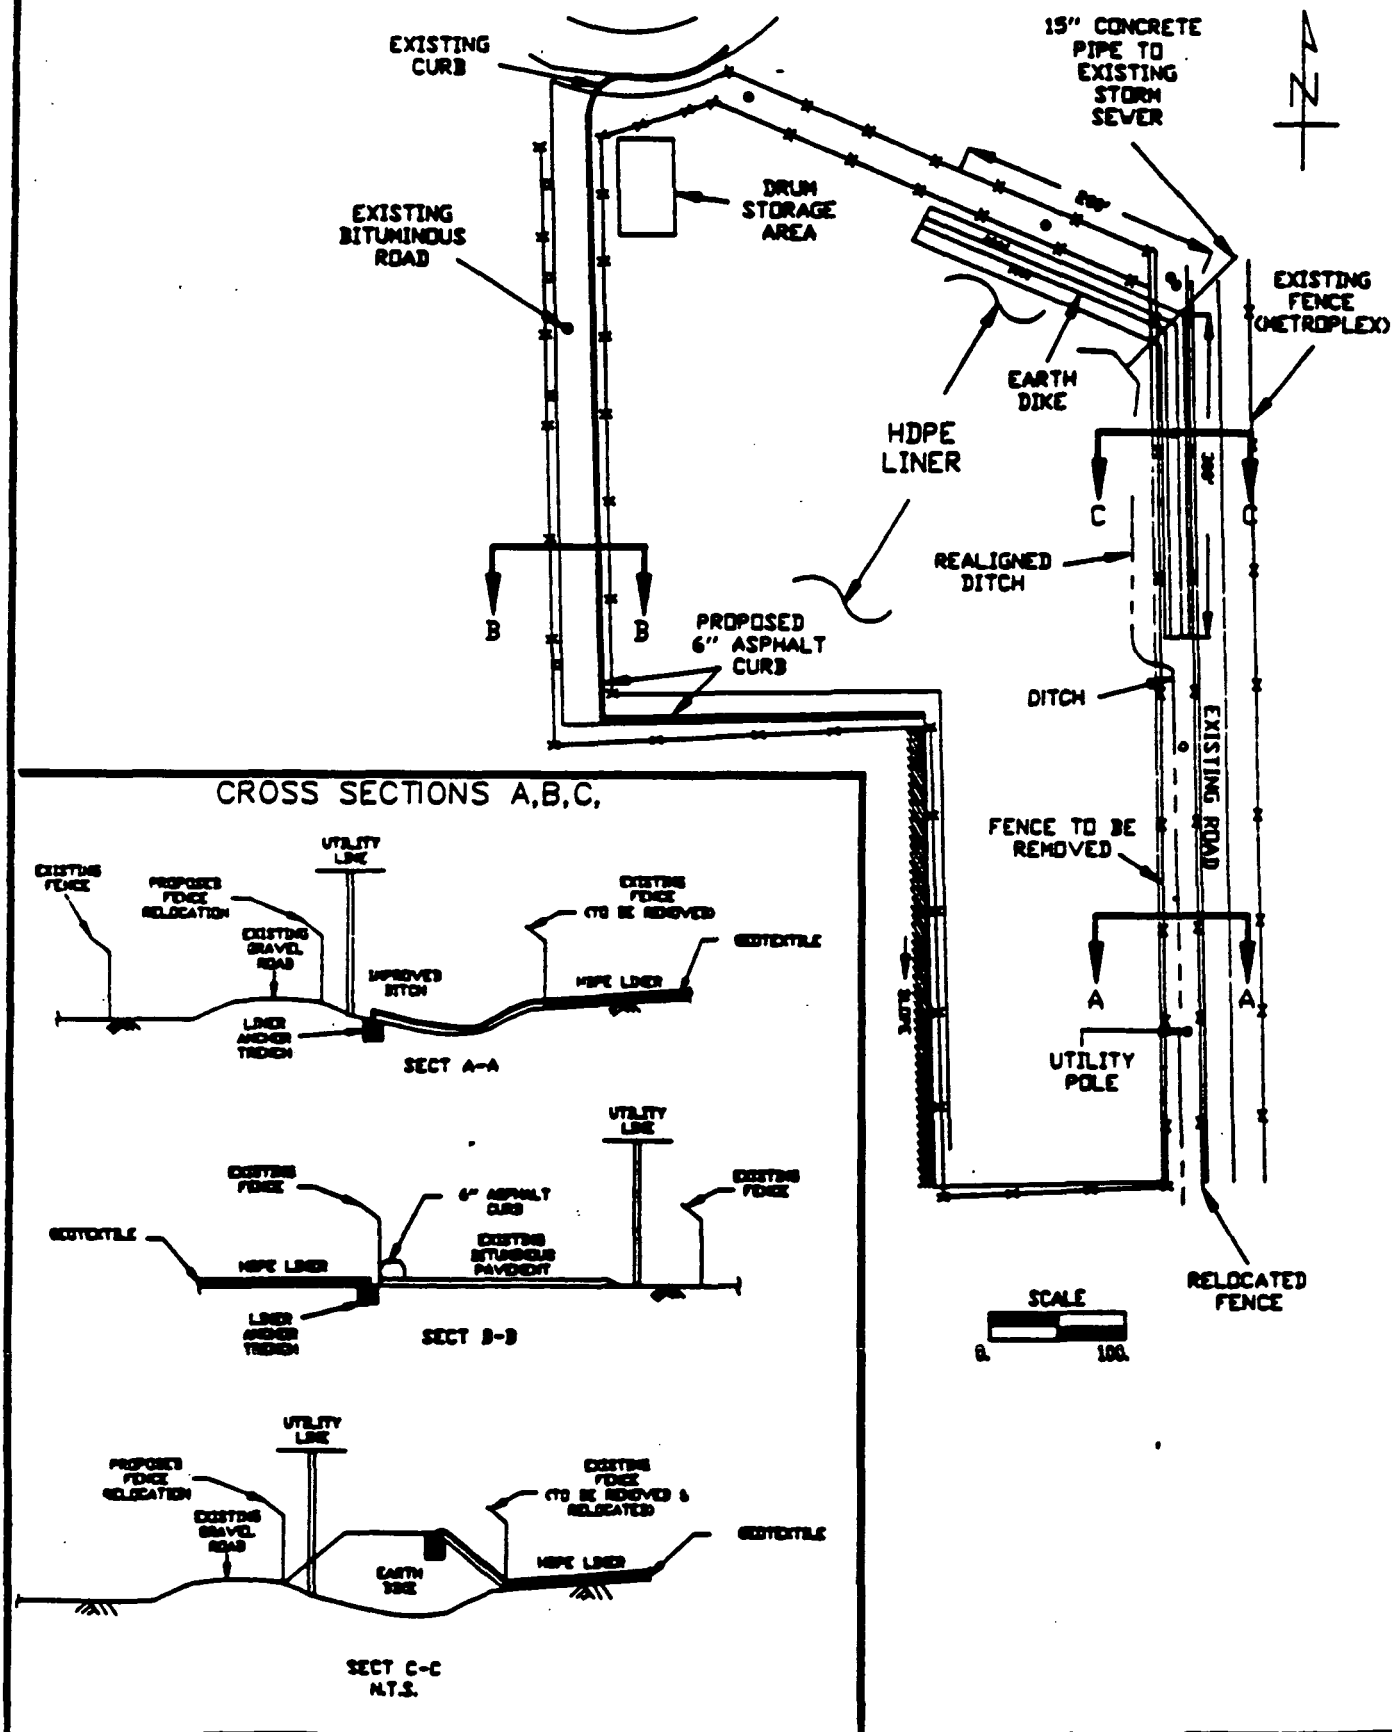 EXISTING
CURB
15" CONCRETE
PIPE TO
EXISTING
STORM
SEWER
N
DRUM
STORAGE
AREA
200'
EXISTING
BITUMINOUS
ROAD
EXISTING
FENCE
(METROPLEX)
EARTH
DIKE
HDPE
LINER
300'
C
C
REALIGNED
DITCH
B
B
PROPOSED
6" ASPHALT
CURB
DITCH
EXISTING ROAD
FENCE TO BE
REMOVED
SLOPE
A
A
UTILITY
POLE
RELOCATED
FENCE
SCALE
0.
100.
CROSS SECTIONS A,B,C,
UTILITY
LINE
EXISTING
FENCE
PROPOSED
FENCE
RELOCATION
EXISTING
GRAVEL
ROAD
EXISTING
FENCE
(TO BE REMOVED)
GEOTEXTILE
IMPROVED
DITCH
HDPE LINER
LINER
ANCHOR
TRENCH
SECT A-A
UTILITY
LINE
EXISTING
FENCE
6" ASPHALT
CURB
EXISTING
FENCE
GEOTEXTILE
HDPE LINER
EXISTING
BITUMINOUS
PAVEMENT
LINER
ANCHOR
TRENCH
SECT B-B
UTILITY
LINE
PROPOSED
FENCE
RELOCATION
EXISTING
GRAVEL
ROAD
EXISTING
FENCE
(TO BE REMOVED &
RELOCATED)
GEOTEXTILE
EARTH
DIKE
HDPE LINER
SECT C-C
N.T.S.